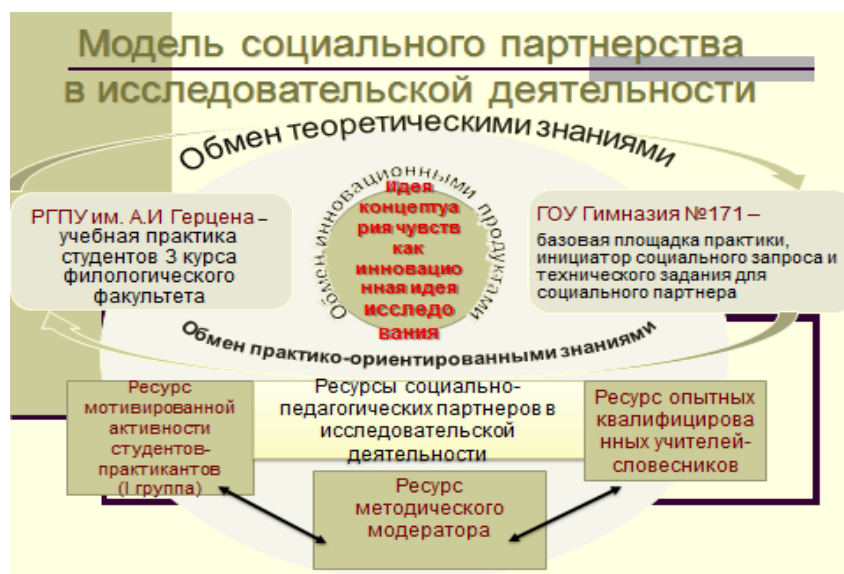 Модель социального партнерства
в исследовательской деятельности
Обмен теоретическими знаниями
РГПУ им. А.И Герцена –
учебная практика
студентов 3 курса
филологического
факультета
Обмен инновационными продуктами
Идея
концептуа
рия чувств
как
инновацио
нная идея
исследо
вания
ГОУ Гимназия №171 –
базовая площадка практики,
инициатор социального запроса и
технического задания для
социального партнера
Обмен практико-ориентированными знаниями
Ресурс
мотивированной
активности
студентов-
практикантов
(I группа)
Ресурсы социально-
педагогических партнеров в
исследовательской
деятельности
Ресурс опытных
квалифицирова
нных учителей-
словесников
Ресурс
методического
модератора